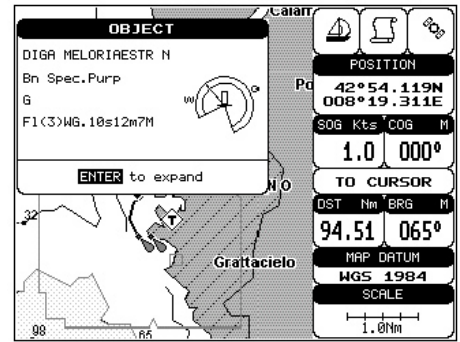 Calam
OBJECT
DIGA MELORIAESTR N
Bn Spec.Purp
G
Fl(3)WG.10s12m7M
W
G
ENTER to expand
Po
NO
32
T
Grattacielo
98
65
POSITION
42°54.119N
008°19.311E
SOG Kts COG M
1.0 000°
TO CURSOR
DST Nm BRG M
94.51 065°
MAP DATUM
WGS 1984
SCALE
1.0Nm